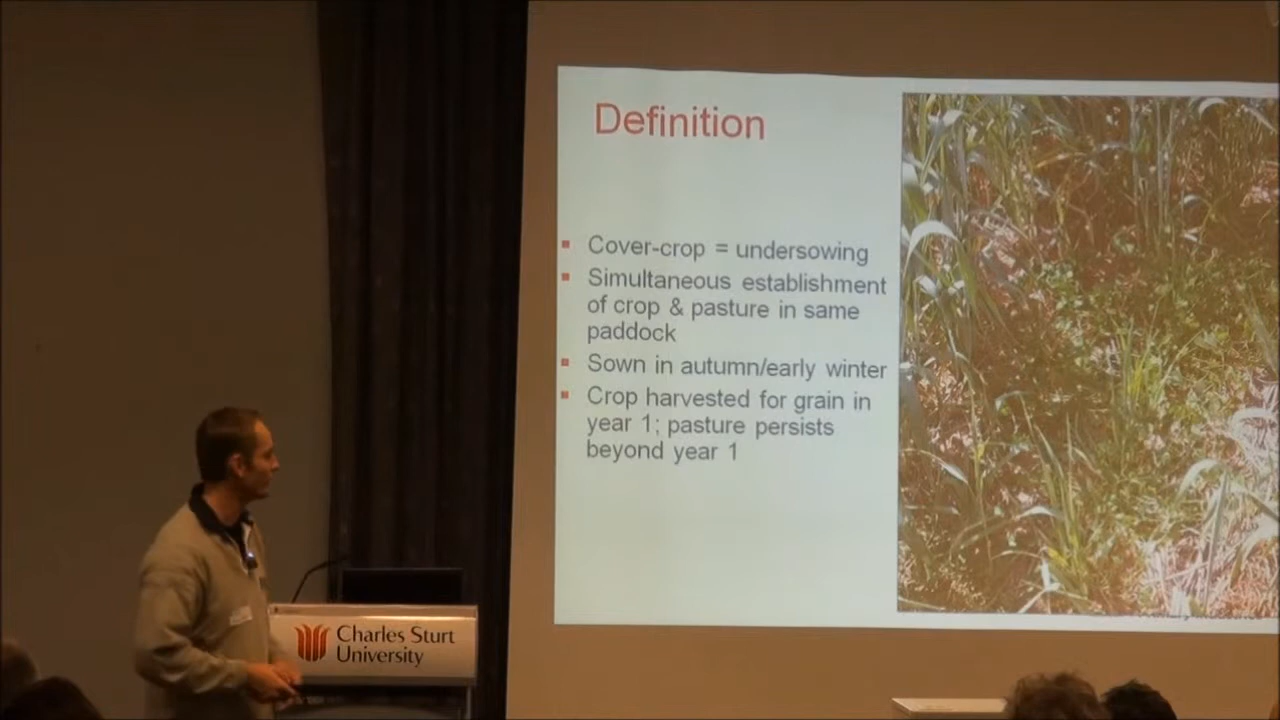 Definition
Cover-crop = undersowing
Simultaneous establishment
of crop & pasture in same
paddock
Sown in autumn/early winter
Crop harvested for grain in
year 1; pasture persists
beyond year 1
Charles Sturt
University